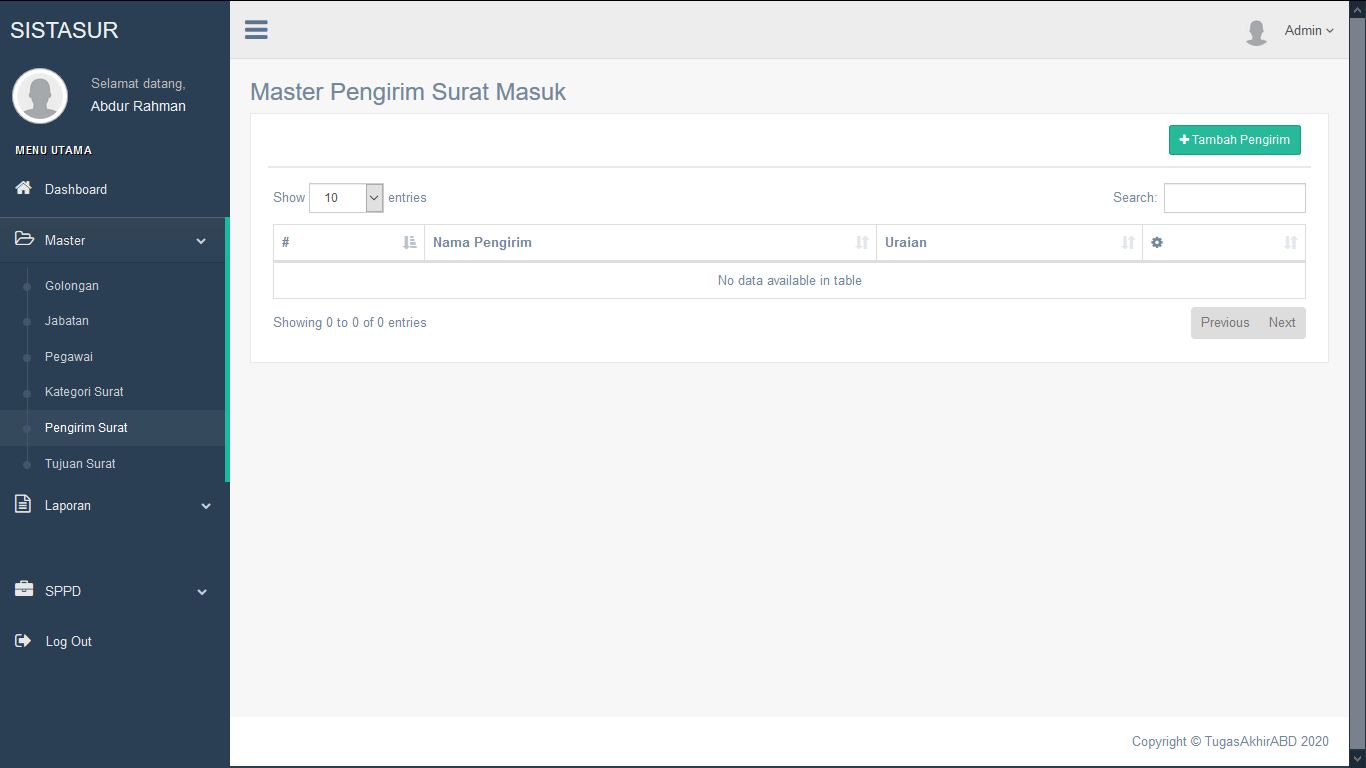 SISTASUR
Admin
Selamat datang,
Abdur Rahman
MENU UTAMA
Dashboard
Master
Golongan
Jabatan
Pegawai
Kategori Surat
Pengirim Surat
Tujuan Surat
Laporan
SPPD
Log Out
Master Pengirim Surat Masuk
Tambah Pengirim
Show 10 entries
Search:
# Nama Pengirim Uraian
No data available in table
Showing 0 to 0 of 0 entries
Previous Next
Copyright © TugasAkhirABD 2020